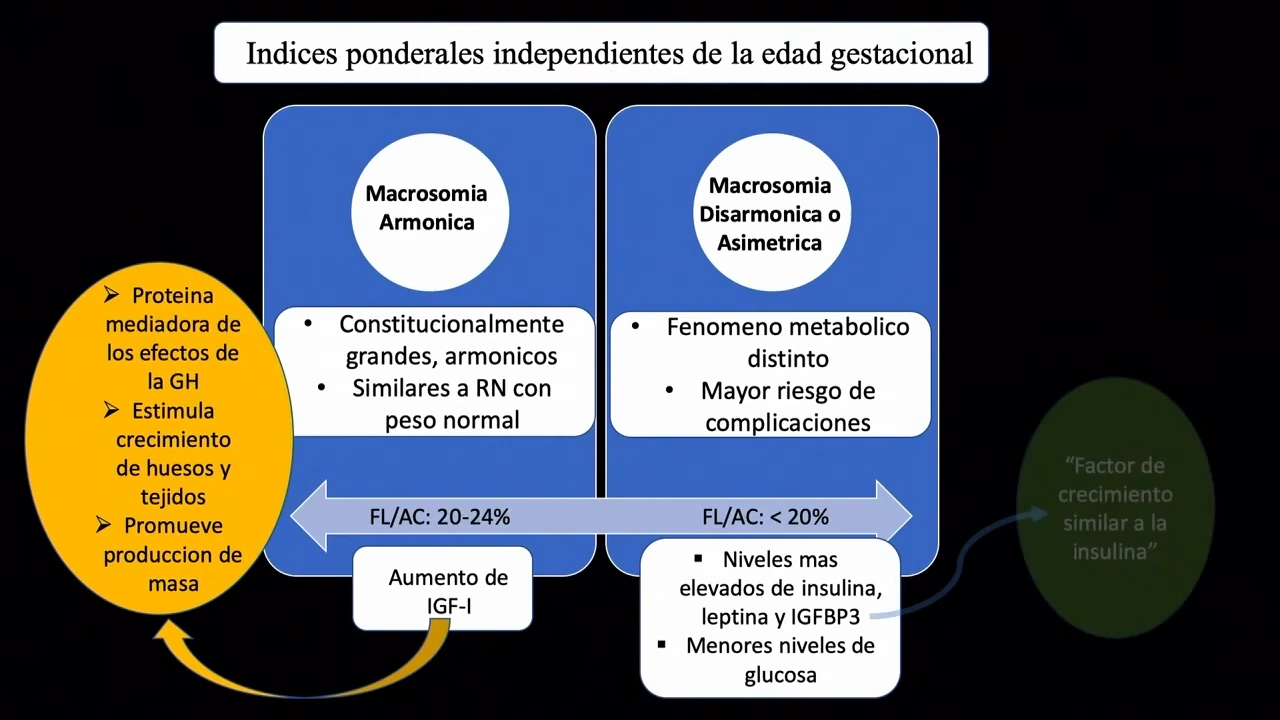 Indices ponderales independientes de la edad gestacional
Macrosomia
Armonica
• Constitucionalmente
grandes, armonicos
• Similares a RN con
peso normal
FL/AC: 20-24%
Aumento de
IGF-I
➢ Proteina
mediadora de
los efectos de
la GH
➢ Estimula
crecimiento
de huesos y
tejidos
➢ Promueve
produccion de
masa
Macrosomia
Disarmonica o
Asimetrica
• Fenomeno metabolico
distinto
• Mayor riesgo de
complicaciones
FL/AC: < 20%
▪ Niveles mas
elevados de insulina,
leptina y IGFBP3
▪ Menores niveles de
glucosa
“Factor de
crecimiento
similar a la
insulina”